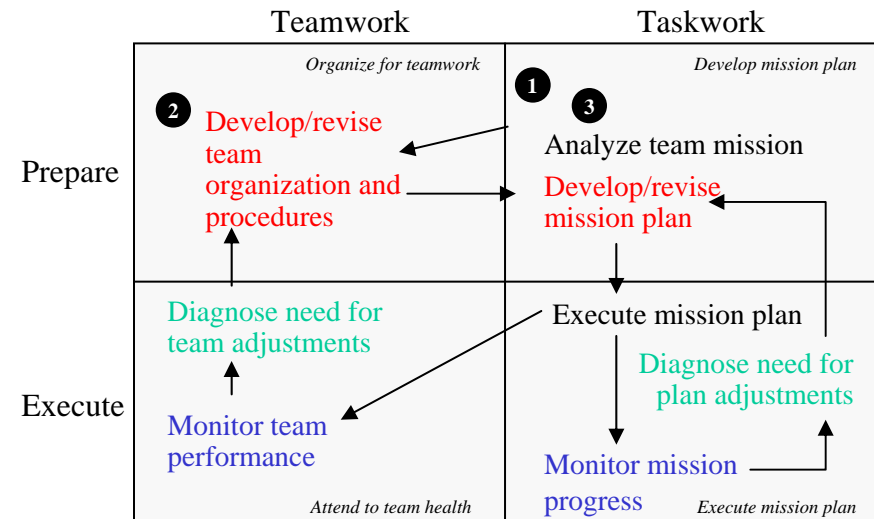 Teamwork
Taskwork
Prepare
Organize for teamwork
2
Develop/revise
team
organization and
procedures
Develop mission plan
1
3
Analyze team mission
Develop/revise
mission plan
Execute
Diagnose need for
team adjustments
Monitor team
performance
Attend to team health
Execute mission plan
Diagnose need for
plan adjustments
Monitor mission
progress
Execute mission plan